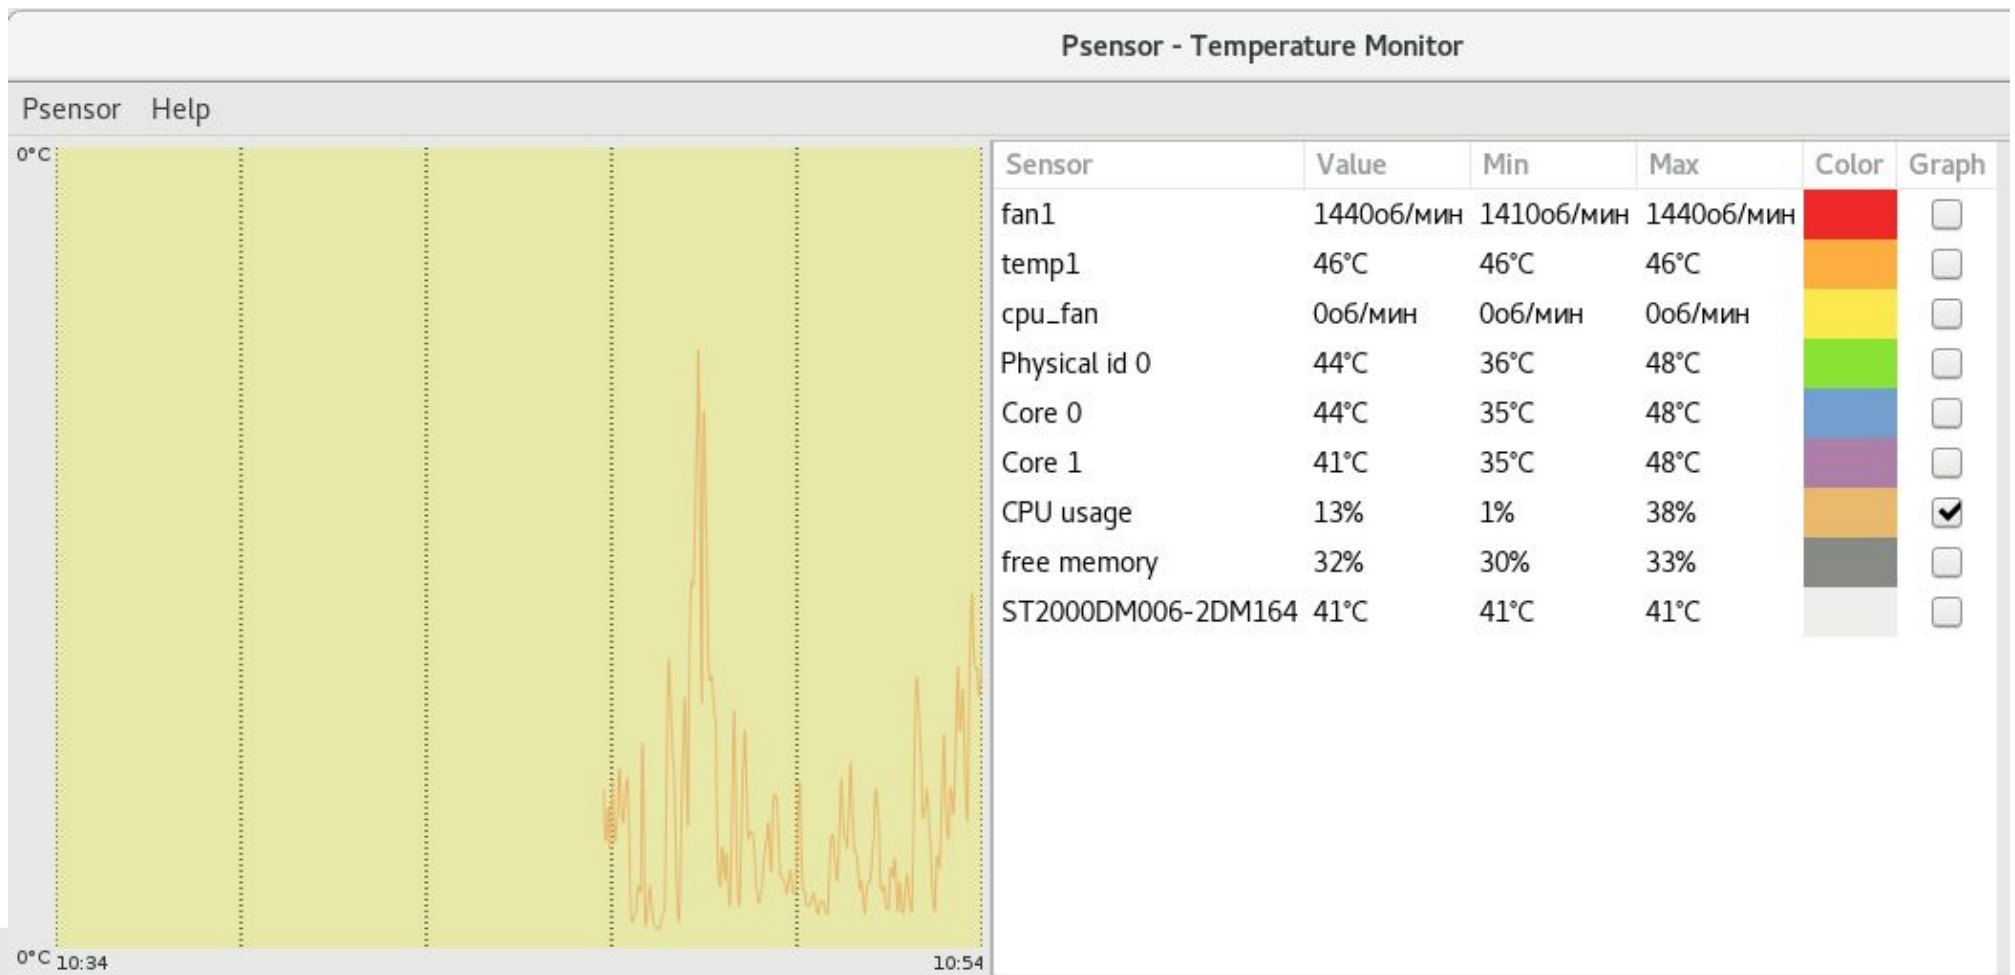 Psensor - Temperature Monitor
Psensor Help
0°C
Sensor Value Min Max Color Graph
fan1 1440об/мин 1410об/мин 1440об/мин
temp1 46°C 46°C 46°C
cpu_fan 0об/мин 0об/мин 0об/мин
Physical id 0 44°C 36°C 48°C
Core 0 44°C 35°C 48°C
Core 1 41°C 35°C 48°C
CPU usage 13% 1% 38%
free memory 32% 30% 33%
ST2000DM006-2DM164 41°C 41°C 41°C
0°C 10:34 10:54